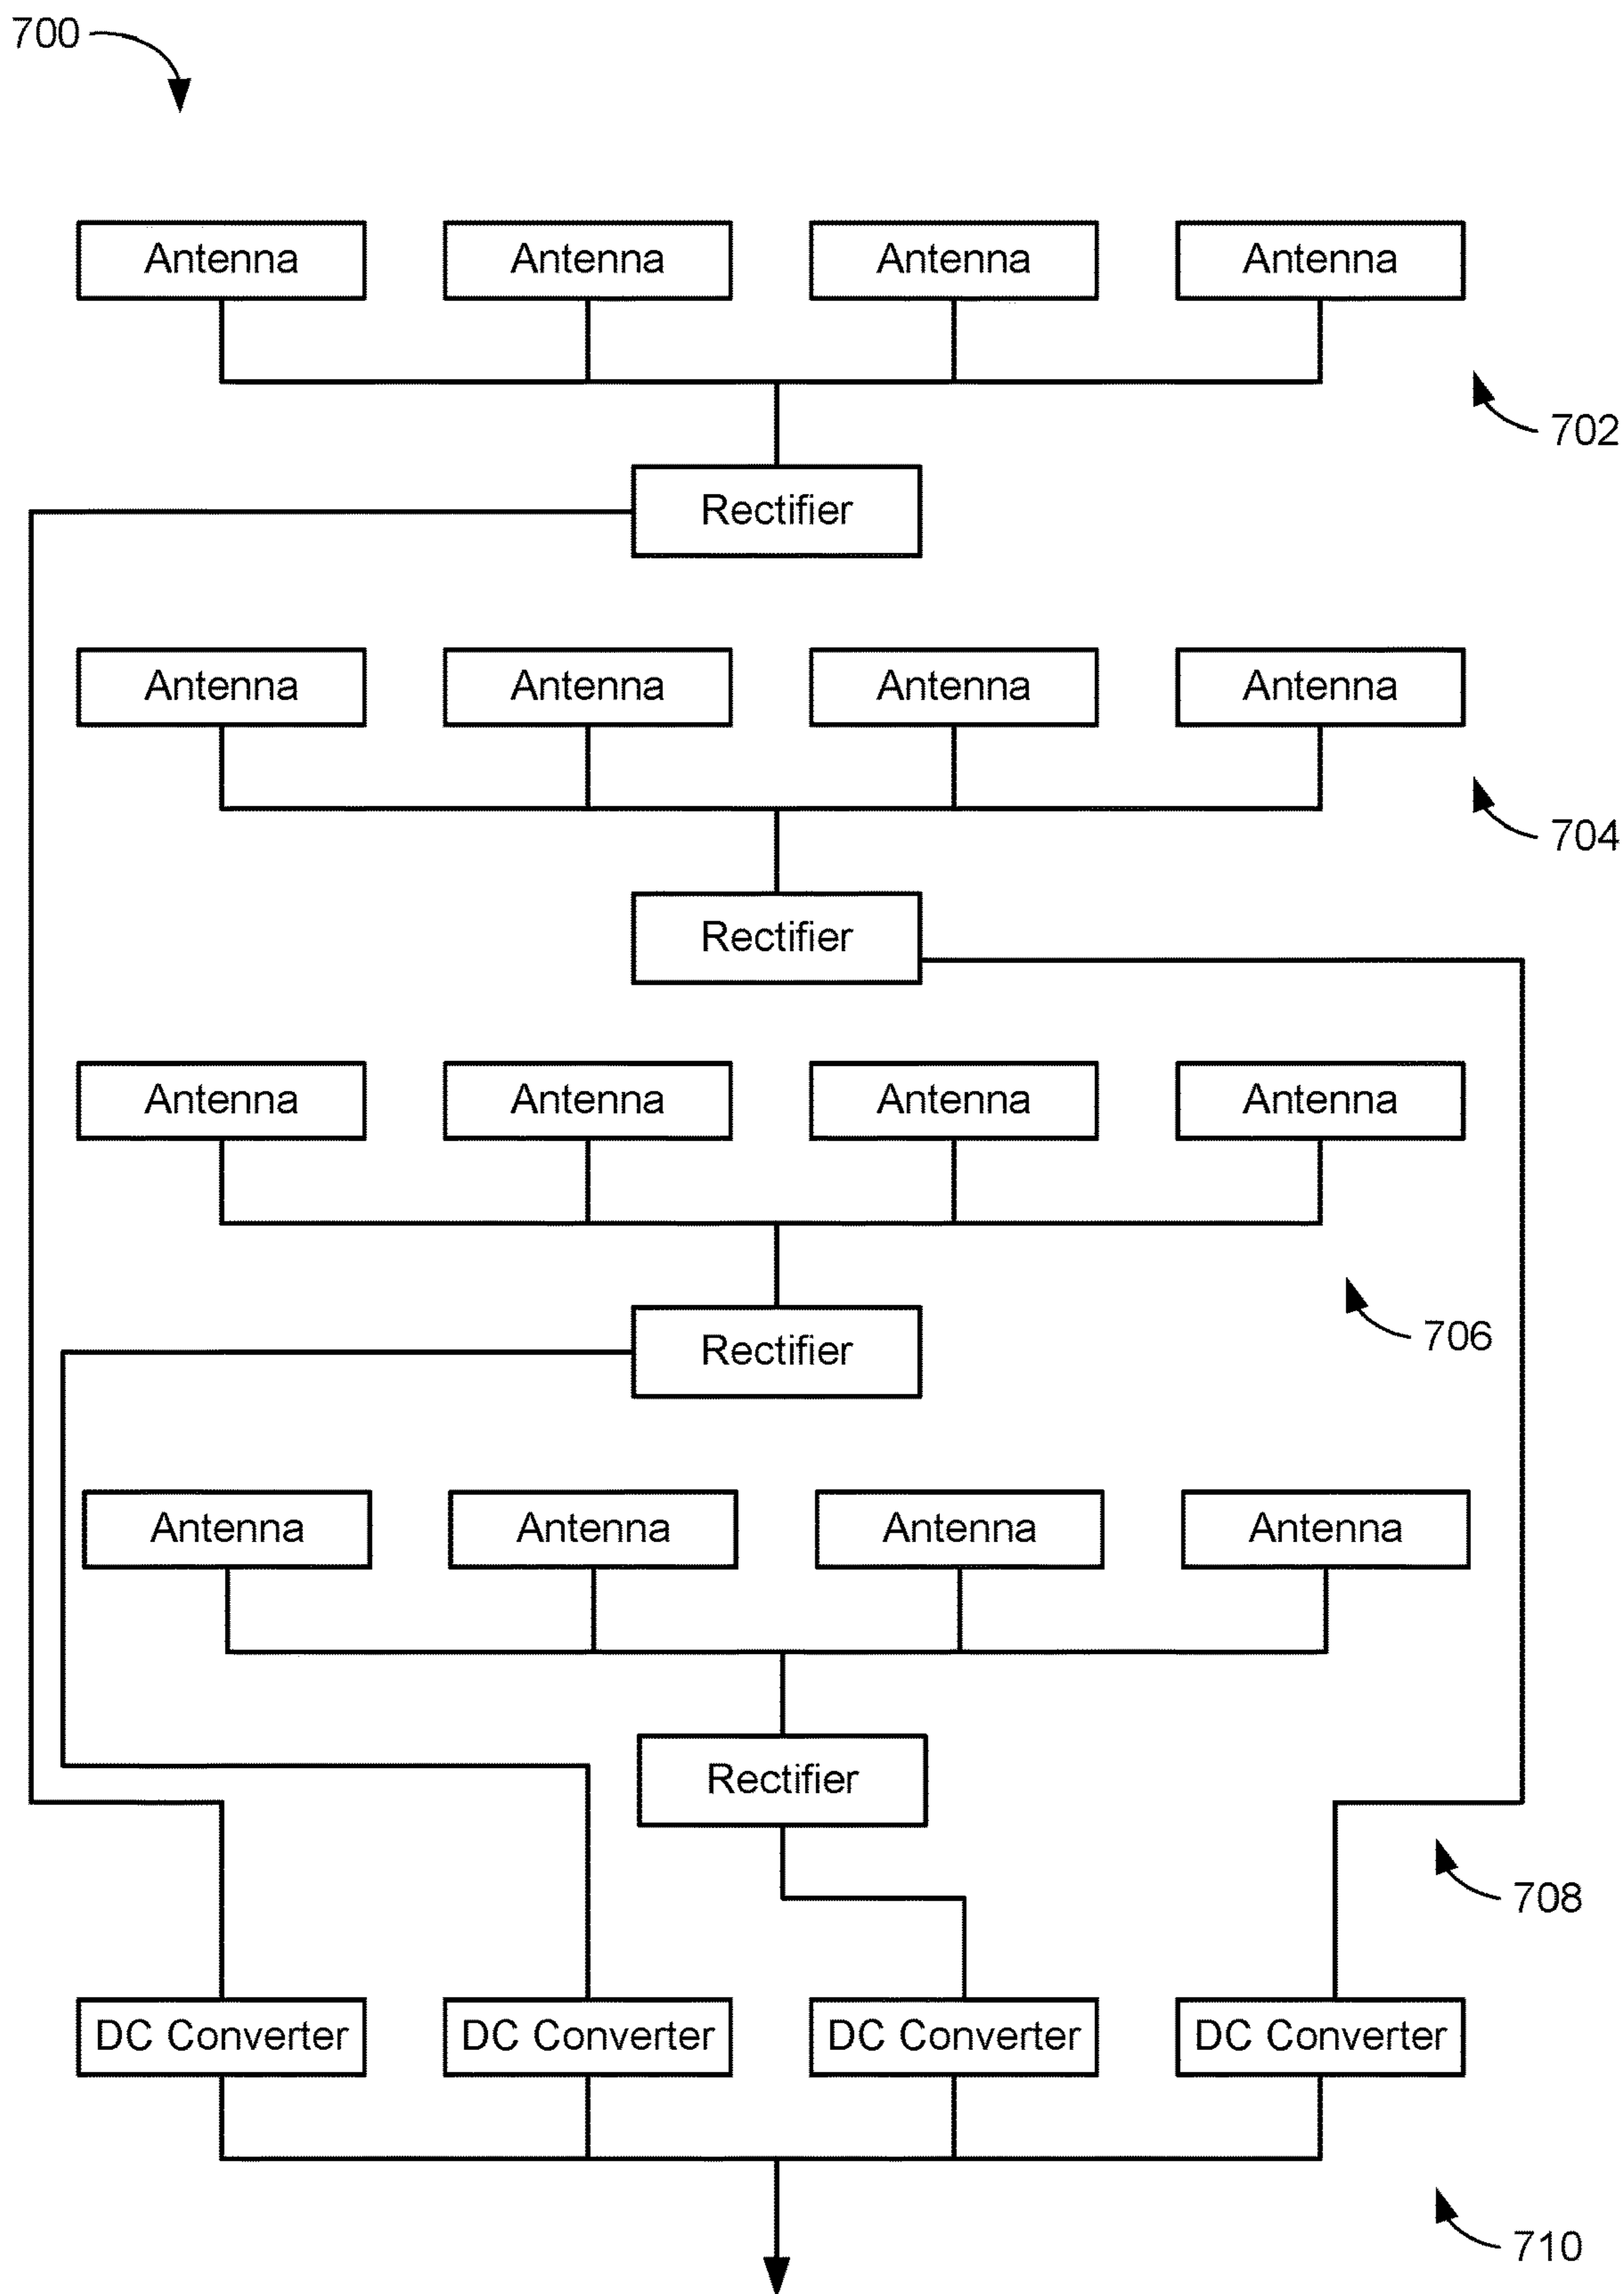 700
Antenna Antenna Antenna Antenna
702
Rectifier
Antenna Antenna Antenna Antenna
704
Rectifier
Antenna Antenna Antenna Antenna
706
Rectifier
Antenna Antenna Antenna Antenna
Rectifier
708
DC Converter DC Converter DC Converter DC Converter
710